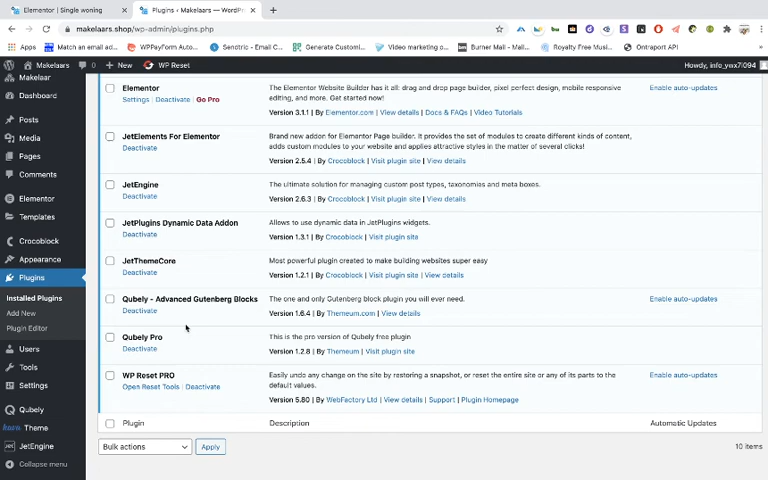 Elementor | Single woning
Plugins ‹ Makelaars — WordPr
makelaars.shop/wp-admin/plugins.php
Apps
Match an email ad...
WPPayForm Auto...
Sendtric - Email C...
Generate Customi...
Video marketing o...
Burner Mail - Mail...
Royalty Free Musi...
Ontraport API
Makelaars
0
New
WP Reset
Howdy, info_ywx7l094
Makelaar
Dashboard
Posts
Media
Pages
Comments
Elementor
Templates
Crocoblock
Appearance
Plugins
Installed Plugins
Add New
Plugin Editor
Users
Tools
Settings
Qubely
Theme
JetEngine
Collapse menu
Elementor
Settings | Deactivate | Go Pro
The Elementor Website Builder has it all: drag and drop page builder, pixel perfect design, mobile responsive
editing, and more. Get started now!
Version 3.1.1 | By Elementor.com | View details | Docs & FAQs | Video Tutorials
Enable auto-updates
JetElements For Elementor
Deactivate
Brand new addon for Elementor Page builder. It provides the set of modules to create different kinds of content,
adds custom modules to your website and applies attractive styles in the matter of several clicks!
Version 2.5.4 | By Crocoblock | Visit plugin site | View details
JetEngine
Deactivate
The ultimate solution for managing custom post types, taxonomies and meta boxes.
Version 2.6.3 | By Crocoblock | Visit plugin site | View details
JetPlugins Dynamic Data Addon
Deactivate
Allows to use dynamic data in JetPlugins widgets.
Version 1.3.1 | By Crocoblock | Visit plugin site
JetThemeCore
Deactivate
Most powerful plugin created to make building websites super easy
Version 1.2.1 | By Crocoblock | Visit plugin site | View details
Qubely - Advanced Gutenberg Blocks
Deactivate
The one and only Gutenberg block plugin you will ever need.
Version 1.6.4 | By Themeum.com | View details
Enable auto-updates
Qubely Pro
Deactivate
This is the pro version of Qubely free plugin
Version 1.2.8 | By Themeum | Visit plugin site
WP Reset PRO
Open Reset Tools | Deactivate
Easily undo any change on the site by restoring a snapshot, or reset the entire site or any of its parts to the
default values.
Version 5.80 | By WebFactory Ltd | View details | Support | Plugin Homepage
Enable auto-updates
Plugin
Description
Automatic Updates
Bulk actions
Apply
10 items